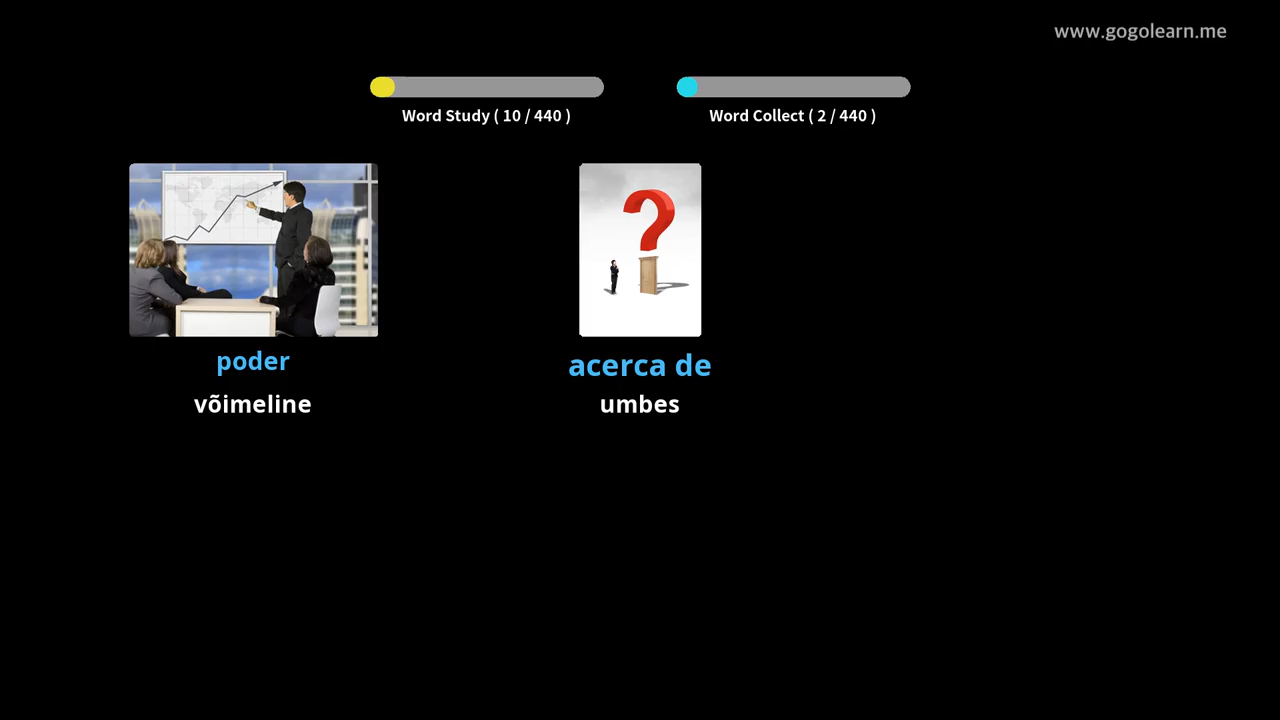 www.gogolearn.me
Word Study ( 10 / 440 )
Word Collect ( 2 / 440 )
poder
võimeline
acerca de
umbes